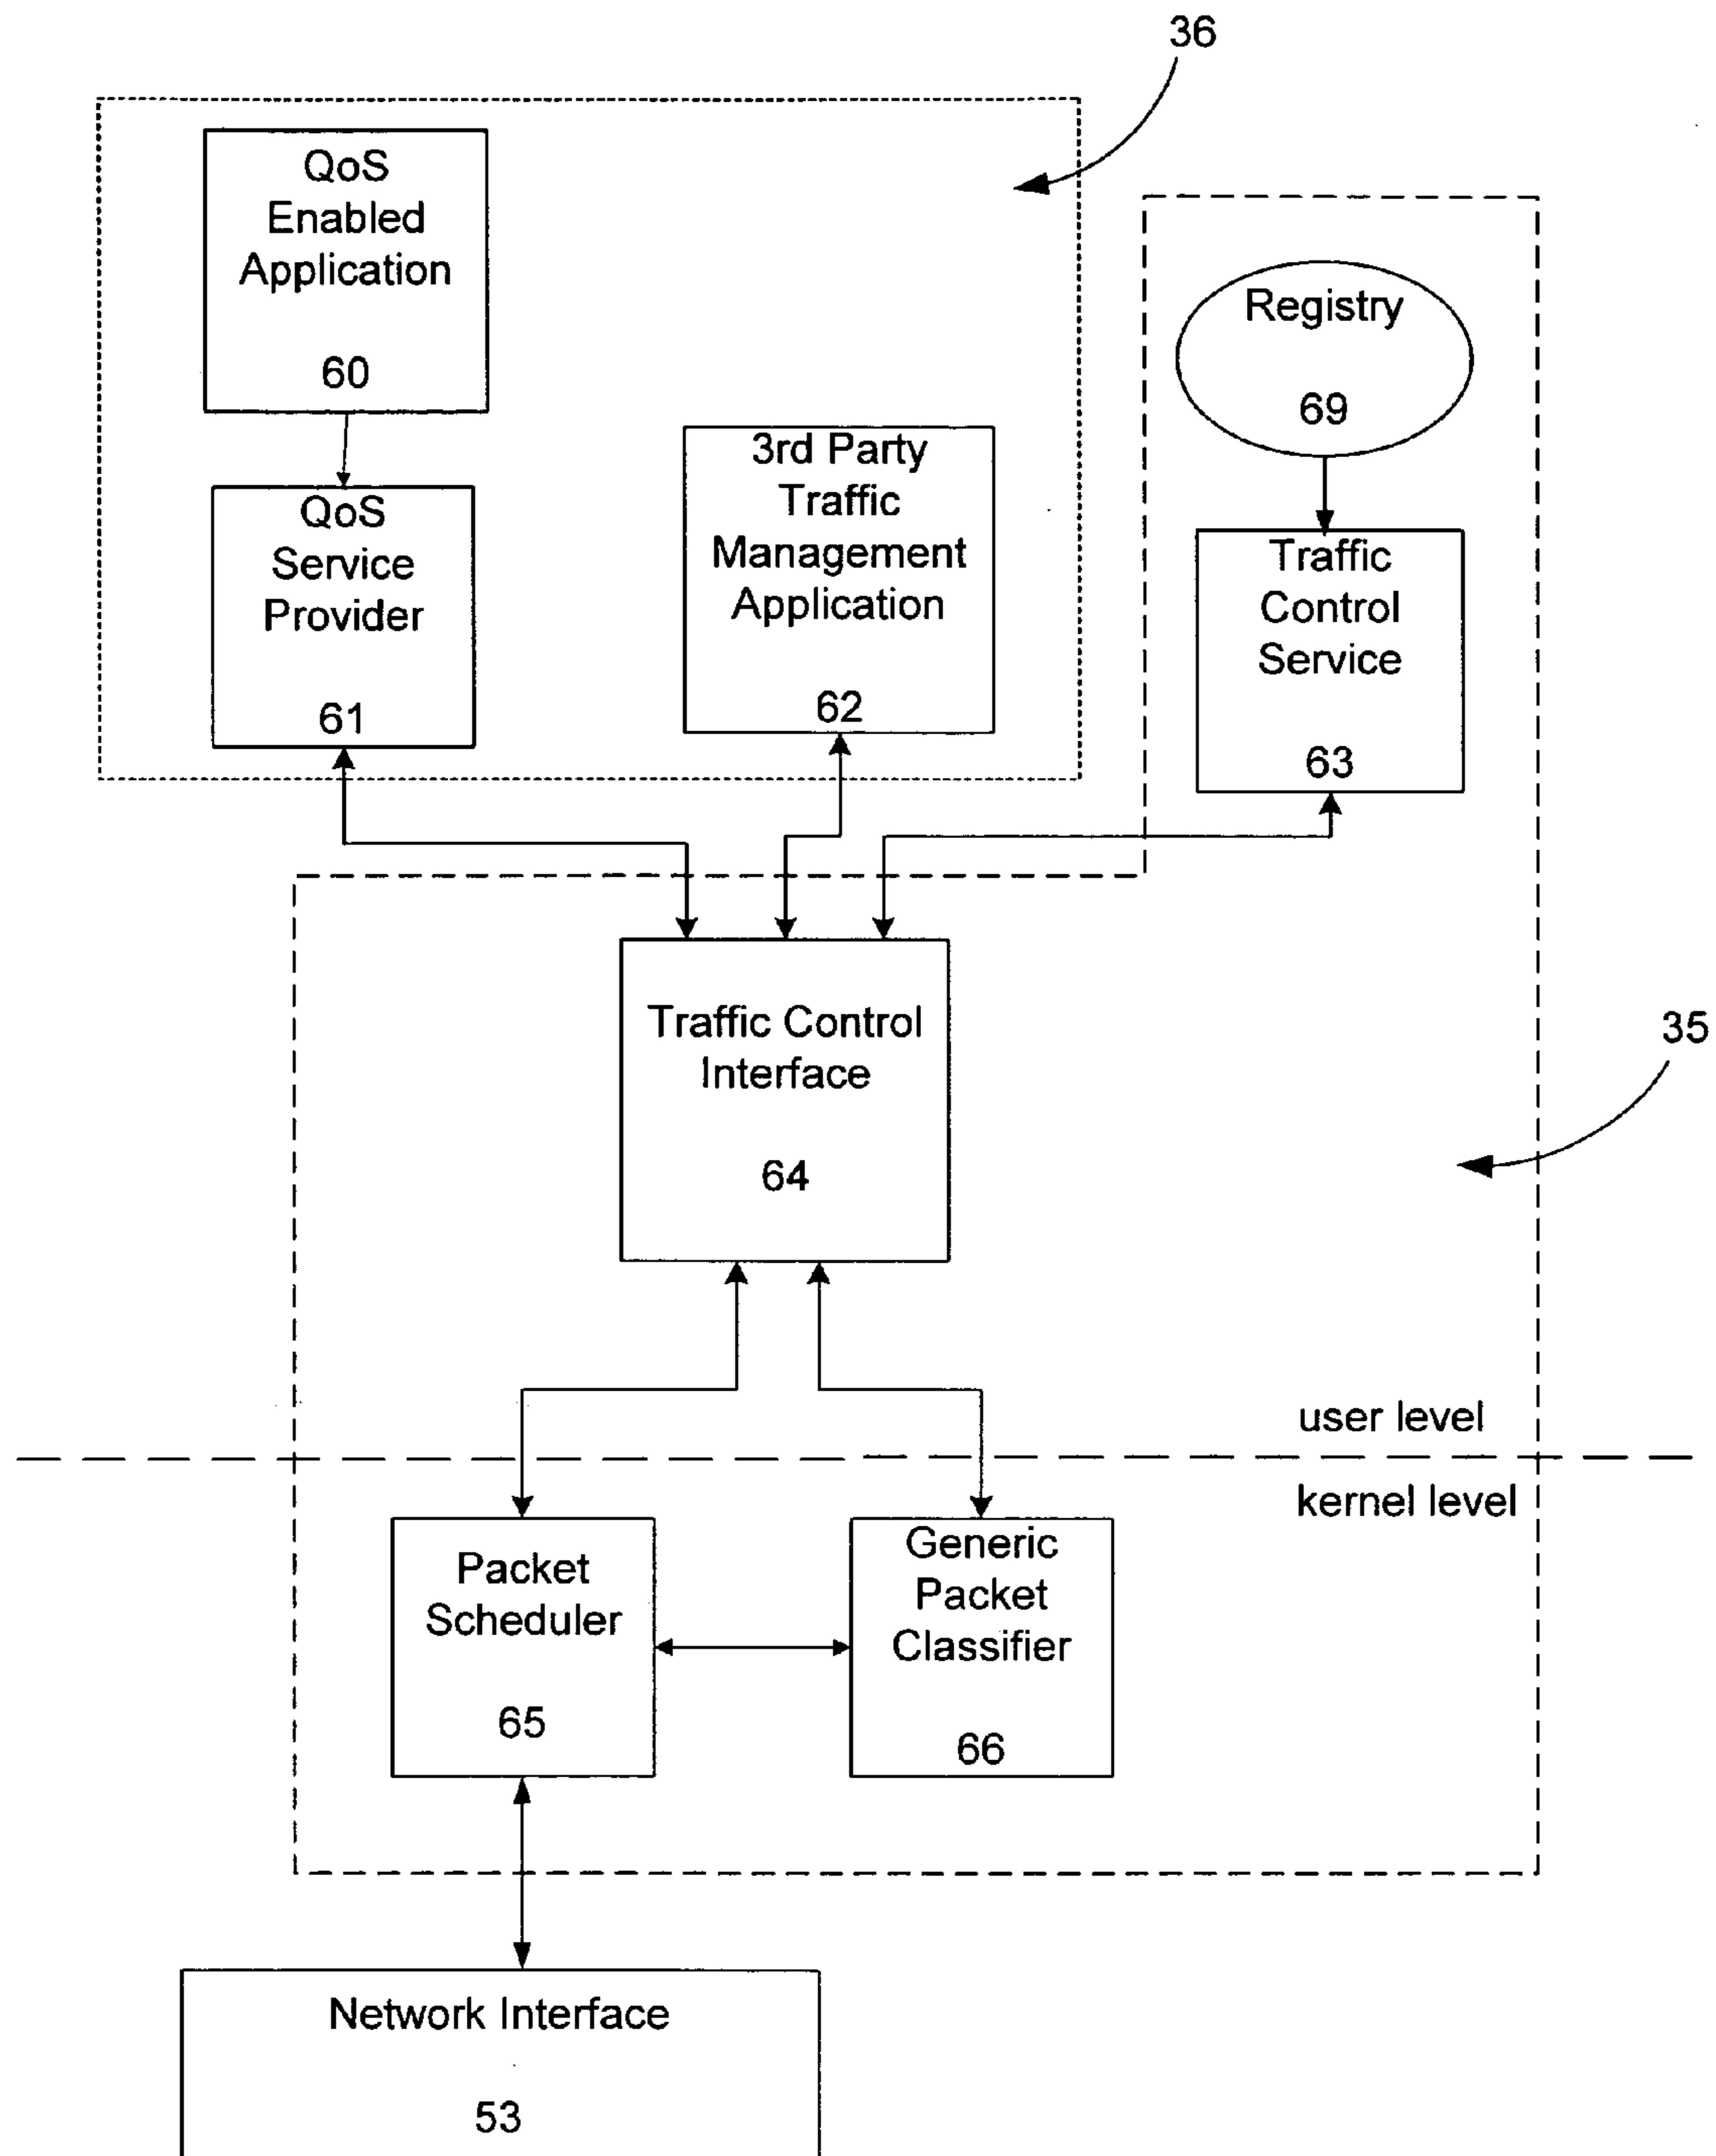 36
QoS
Enabled
Application
60
Registry
69
QoS
Service
Provider
61
3rd Party
Traffic
Management
Application
62
Traffic
Control
Service
63
Traffic Control
Interface
64
35
user level
kernel level
Packet
Scheduler
65
Generic
Packet
Classifier
66
Network Interface
53